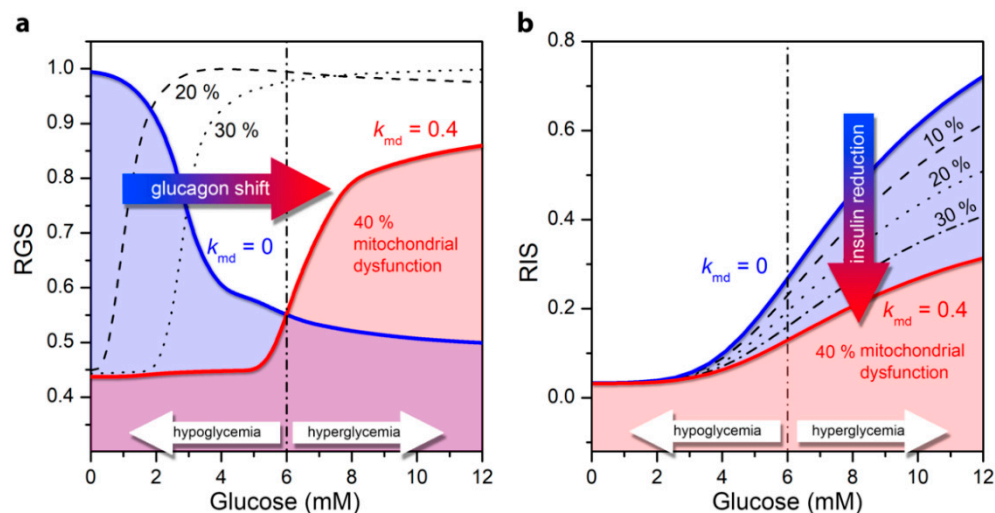 a
RGS
1.0
0.9
0.8
0.7
0.6
0.5
0.4
20 %
30 %
k_md = 0.4
glucagon shift
k_md = 0
40 %
mitochondrial
dysfunction
hypoglycemia
hyperglycemia
0 2 4 6 8 10 12
Glucose (mM)
b
RIS
0.8
0.6
0.4
0.2
0.0
10 %
20 %
30 %
insulin reduction
k_md = 0
k_md = 0.4
40 % mitochondrial
dysfunction
hypoglycemia
hyperglycemia
0 2 4 6 8 10 12
Glucose (mM)